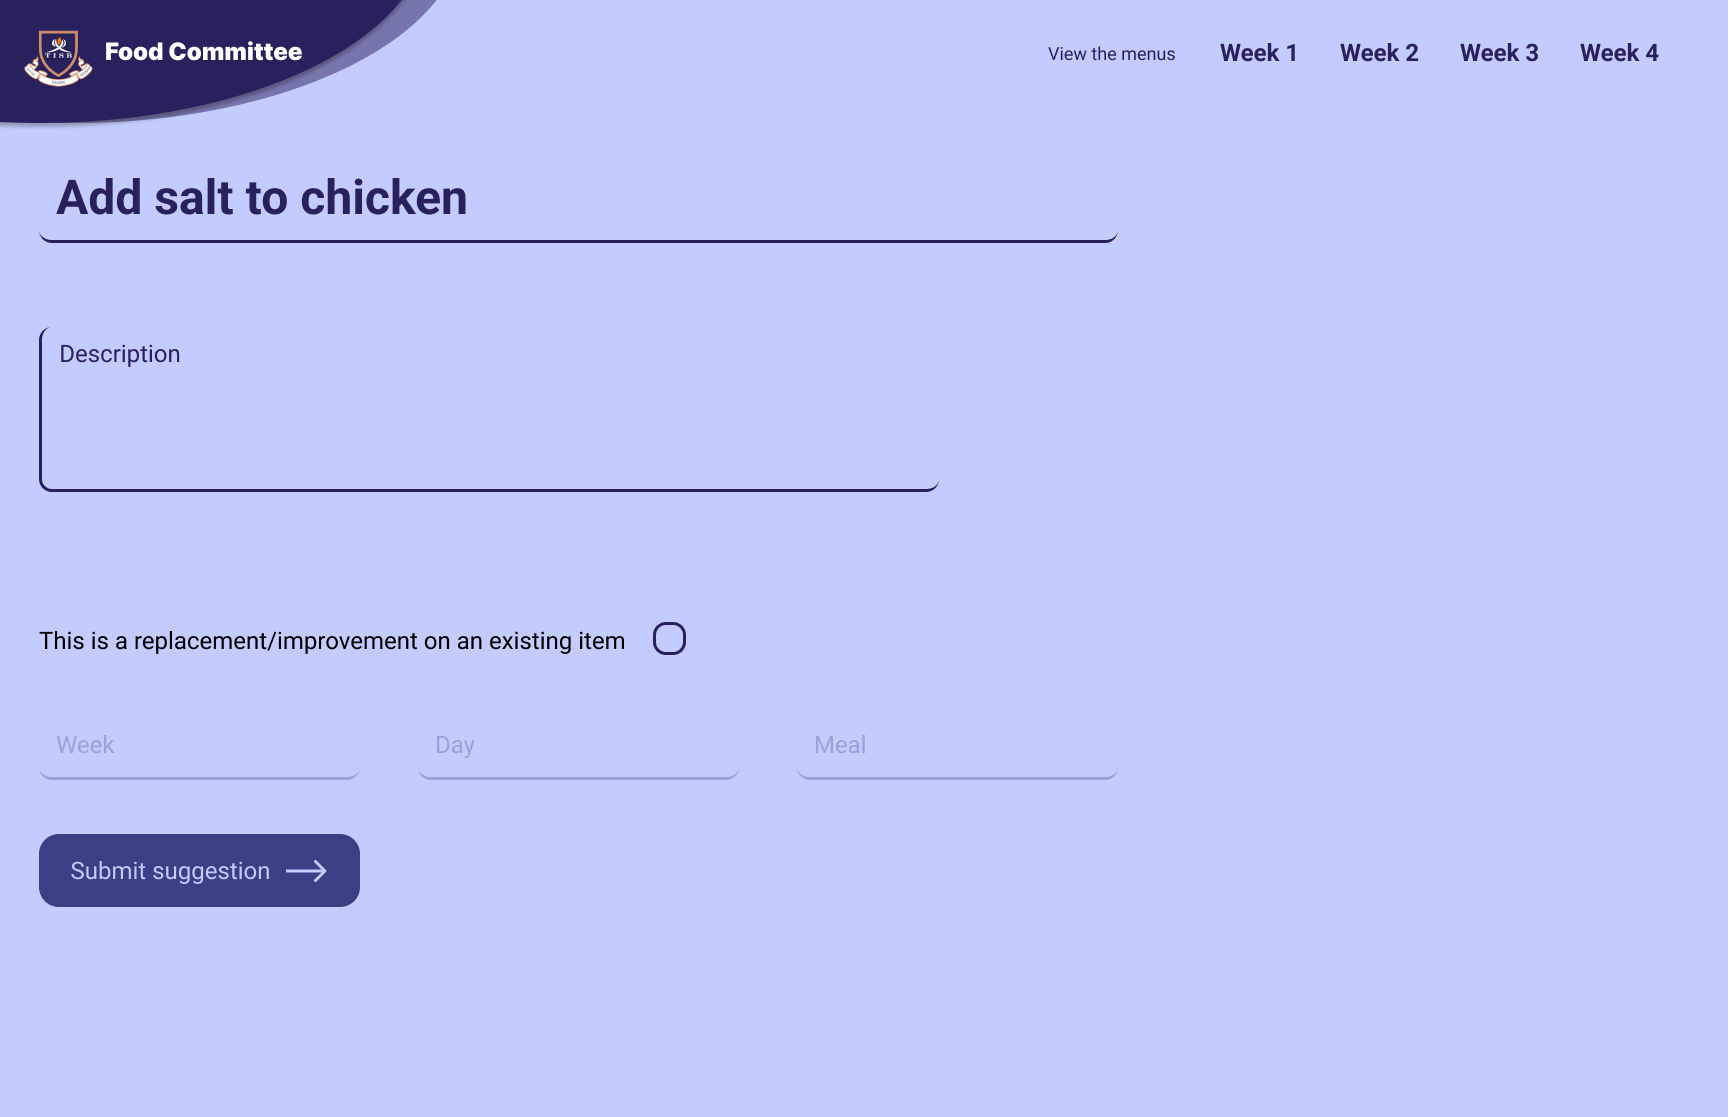 TISB
Food Committee
View the menus
Week 1
Week 2
Week 3
Week 4
Add salt to chicken
Description
This is a replacement/improvement on an existing item
Week
Day
Meal
Submit suggestion